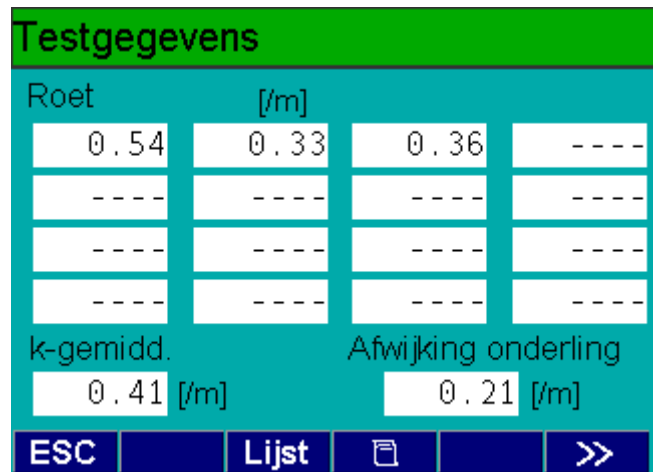 Testgegevens
Roet [/m]
0.54 0.33 0.36 ----
---- ---- ---- ----
---- ---- ---- ----
---- ---- ---- ----
k-gemidd. Afwijking onderling
0.41 [/m] 0.21 [/m]
ESC Lijst >>